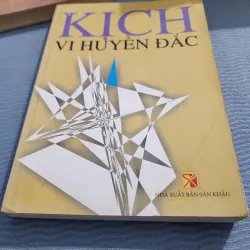 KỊCH
VI HUYỀN ĐẮC
NHÀ XUẤT BẢN SÂN KHẤU